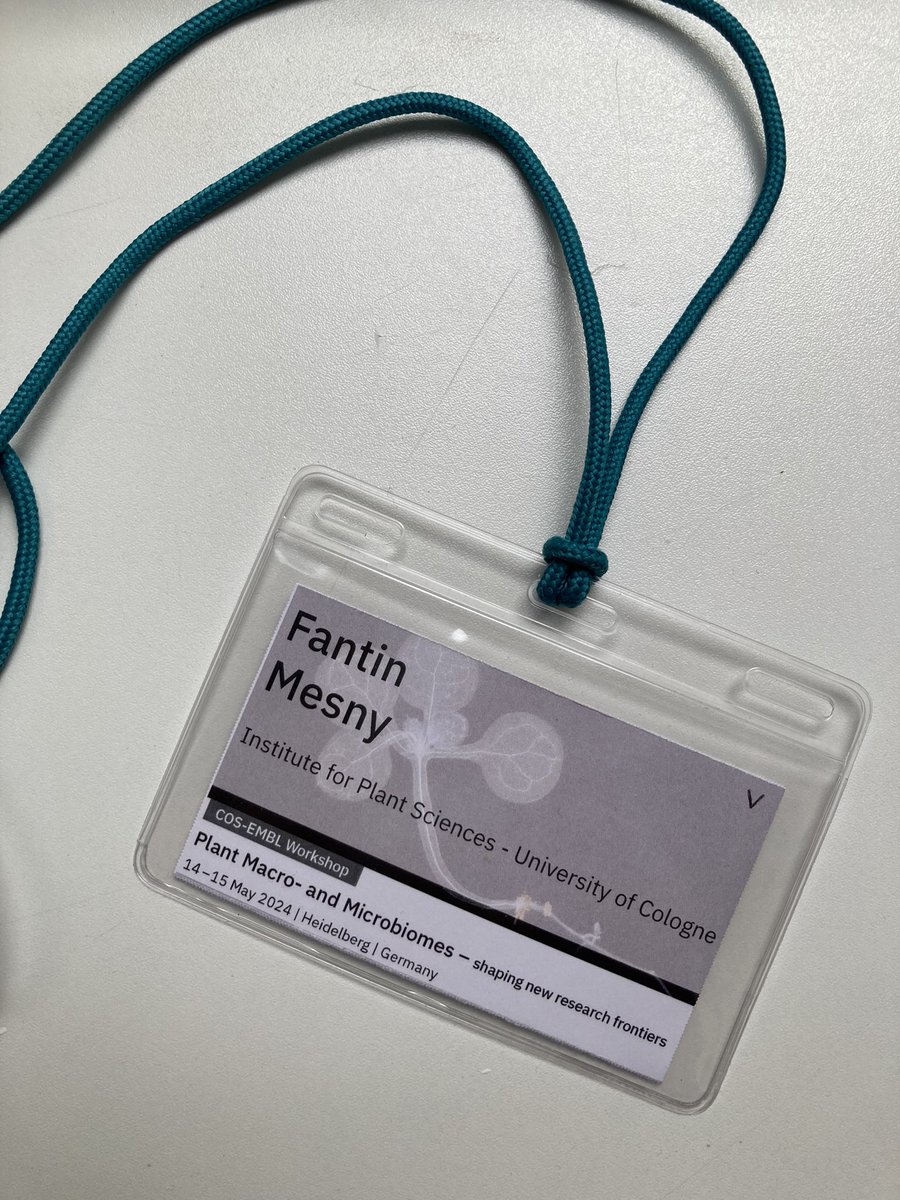 Fantin
Mesny
Institute for Plant Sciences - University of Cologne
V
COS-EMBL Workshop
Plant Macro- and Microbiomes – shaping new research frontiers
14–15 May 2024 | Heidelberg | Germany